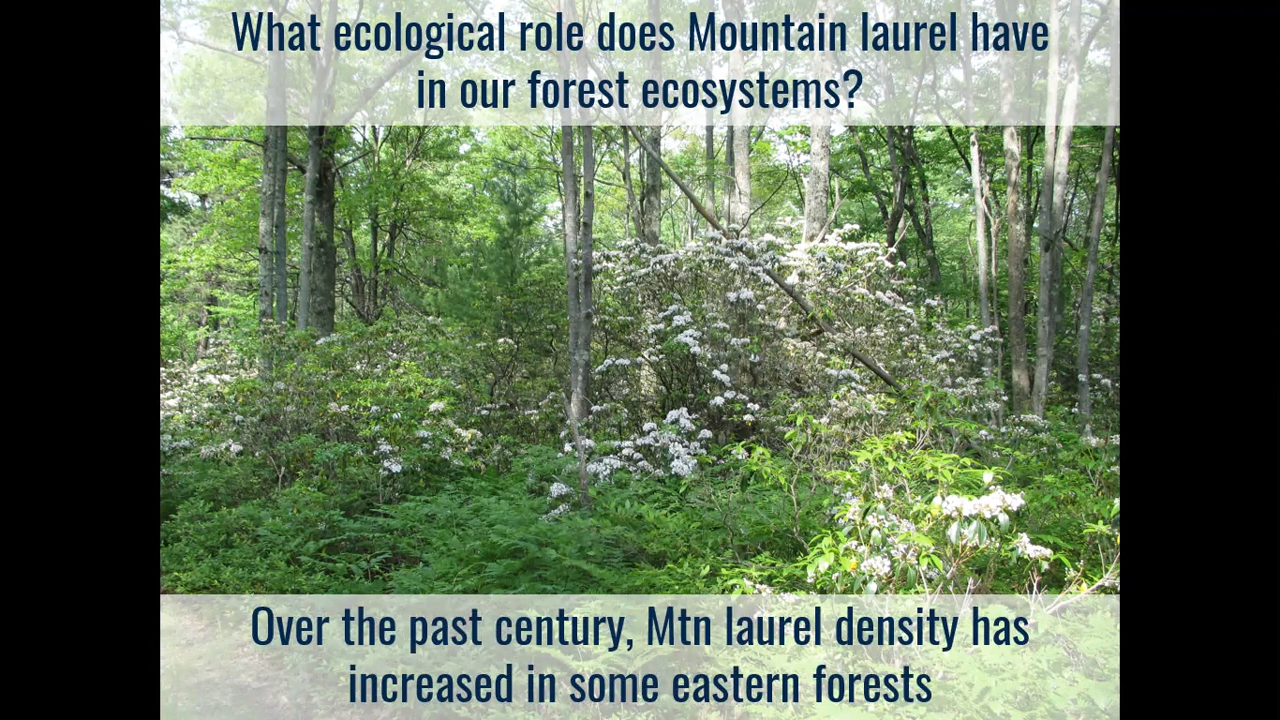 What ecological role does Mountain laurel have
in our forest ecosystems?
Over the past century, Mtn laurel density has
increased in some eastern forests